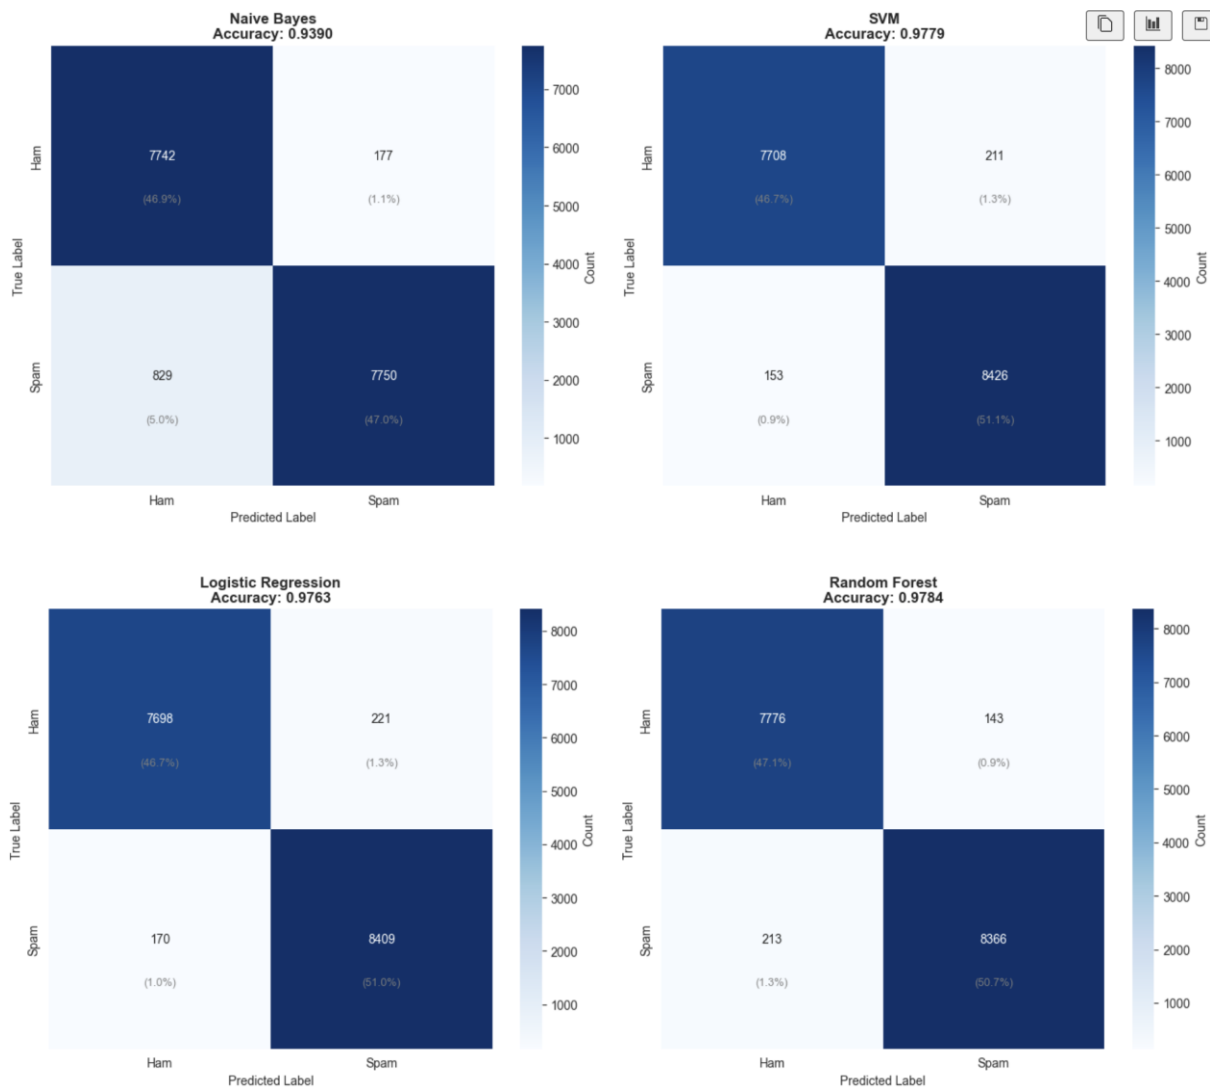 Naive Bayes
Accuracy: 0.9390
7742
177
(46.9%)
(1.1%)
829
7750
(5.0%)
(47.0%)
Ham
Spam
True Label
Ham
Spam
Predicted Label
7000
6000
5000
4000
3000
2000
1000
Count
SVM
Accuracy: 0.9779
7708
211
(46.7%)
(1.3%)
153
8426
(0.9%)
(51.1%)
Ham
Spam
True Label
Ham
Spam
Predicted Label
8000
7000
6000
5000
4000
3000
2000
1000
Count
Logistic Regression
Accuracy: 0.9763
7698
221
(46.7%)
(1.3%)
170
8409
(1.0%)
(51.0%)
Ham
Spam
True Label
Ham
Spam
Predicted Label
8000
7000
6000
5000
4000
3000
2000
1000
Count
Random Forest
Accuracy: 0.9784
7776
143
(47.1%)
(0.9%)
213
8366
(1.3%)
(50.7%)
Ham
Spam
True Label
Ham
Spam
Predicted Label
8000
7000
6000
5000
4000
3000
2000
1000
Count